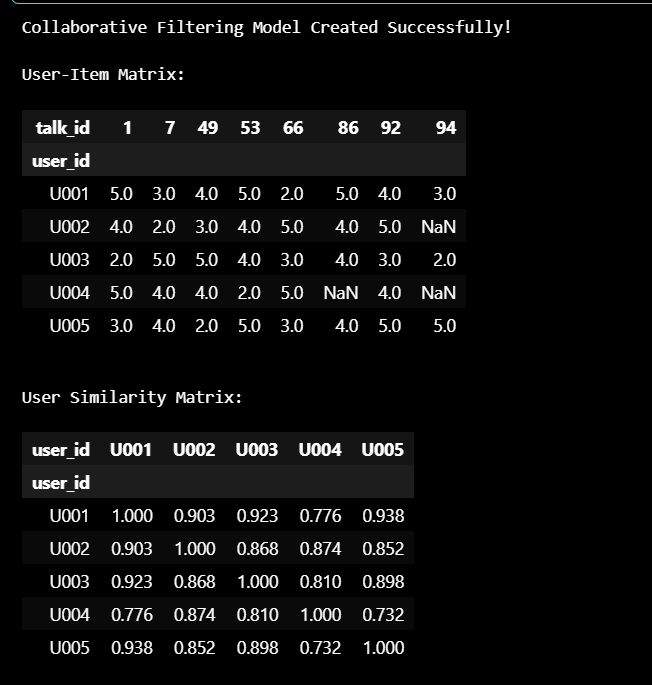 Collaborative Filtering Model Created Successfully!
User-Item Matrix:
talk_id 1 7 49 53 66 86 92 94
user_id
U001 5.0 3.0 4.0 5.0 2.0 5.0 4.0 3.0
U002 4.0 2.0 3.0 4.0 5.0 4.0 5.0 NaN
U003 2.0 5.0 5.0 4.0 3.0 4.0 3.0 2.0
U004 5.0 4.0 4.0 2.0 5.0 NaN 4.0 NaN
U005 3.0 4.0 2.0 5.0 3.0 4.0 5.0 5.0
User Similarity Matrix:
user_id U001 U002 U003 U004 U005
user_id
U001 1.000 0.903 0.923 0.776 0.938
U002 0.903 1.000 0.868 0.874 0.852
U003 0.923 0.868 1.000 0.810 0.898
U004 0.776 0.874 0.810 1.000 0.732
U005 0.938 0.852 0.898 0.732 1.000